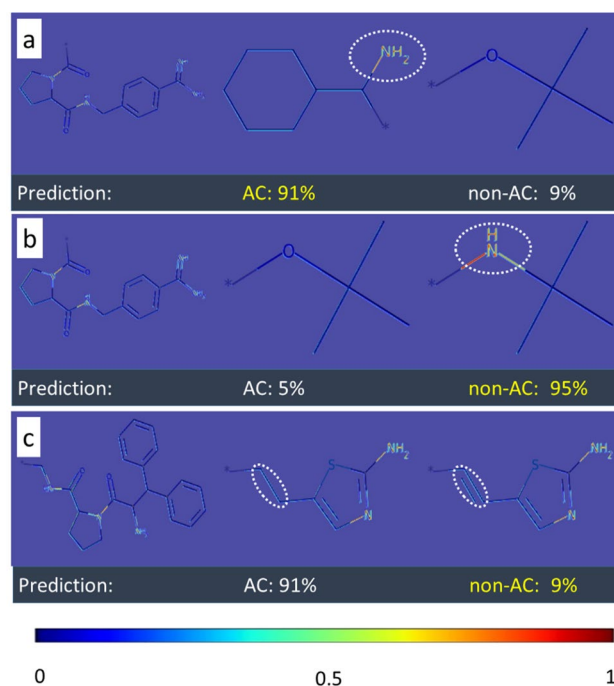 a
NH2
O
*
*
Prediction: AC: 91% non-AC: 9%
b
H
O
N
*
*
Prediction: AC: 5% non-AC: 95%
c
NH2
NH2
S
S
*
*
N
N
Prediction: AC: 91% non-AC: 9%
0 0.5 1